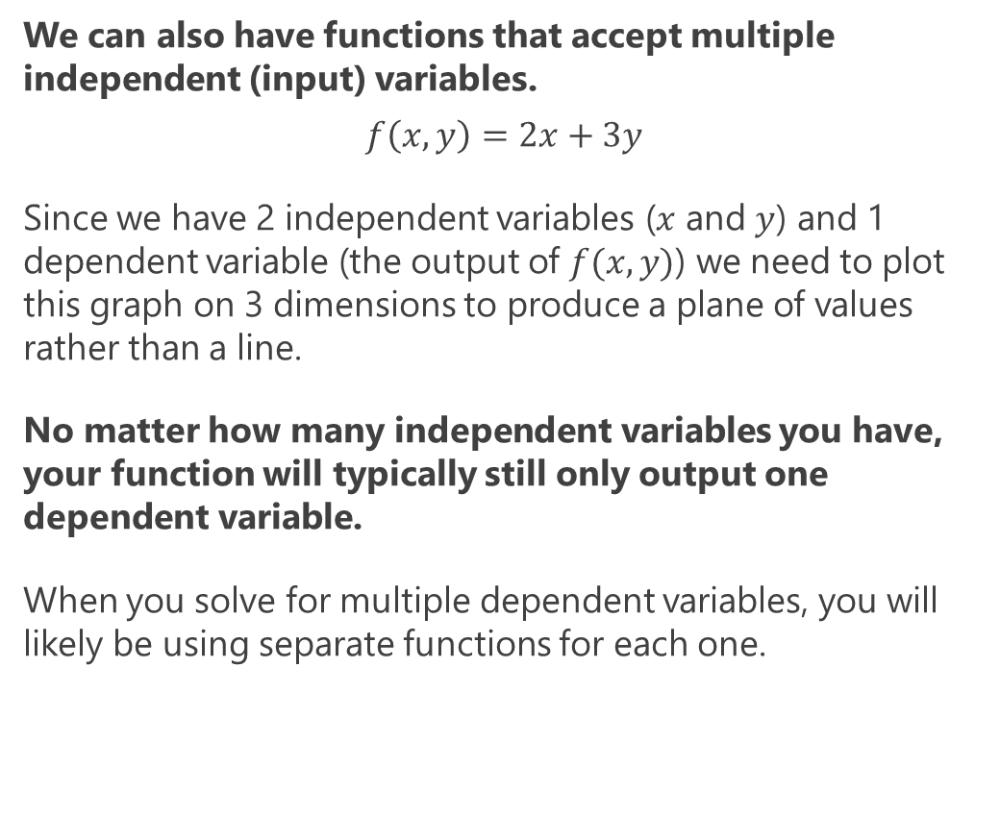 We can also have functions that accept multiple
independent (input) variables.
𝑓(𝑥, 𝑦) = 2𝑥 + 3𝑦
Since we have 2 independent variables (𝑥 and 𝑦) and 1
dependent variable (the output of 𝑓(𝑥, 𝑦)) we need to plot
this graph on 3 dimensions to produce a plane of values
rather than a line.
No matter how many independent variables you have,
your function will typically still only output one
dependent variable.
When you solve for multiple dependent variables, you will
likely be using separate functions for each one.